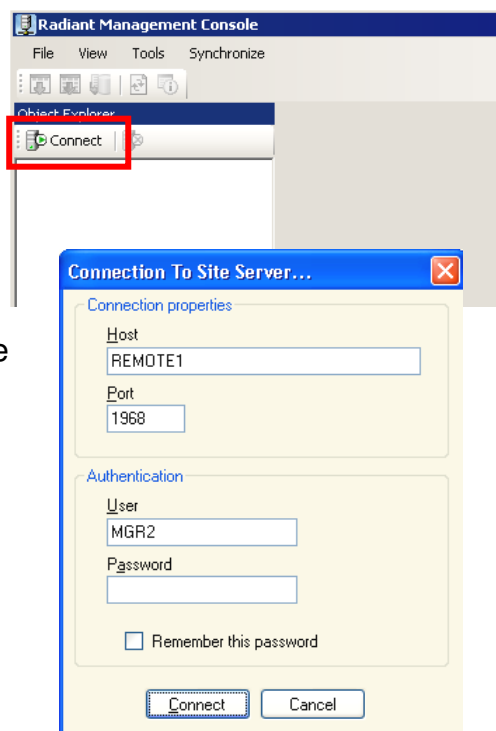 Radiant Management Console
File View Tools Synchronize
Object Explorer
Connect
e
Connection To Site Server...
Connection properties
Host
REMOTE1
Port
1968
Authentication
User
MGR2
Password
Remember this password
Connect Cancel